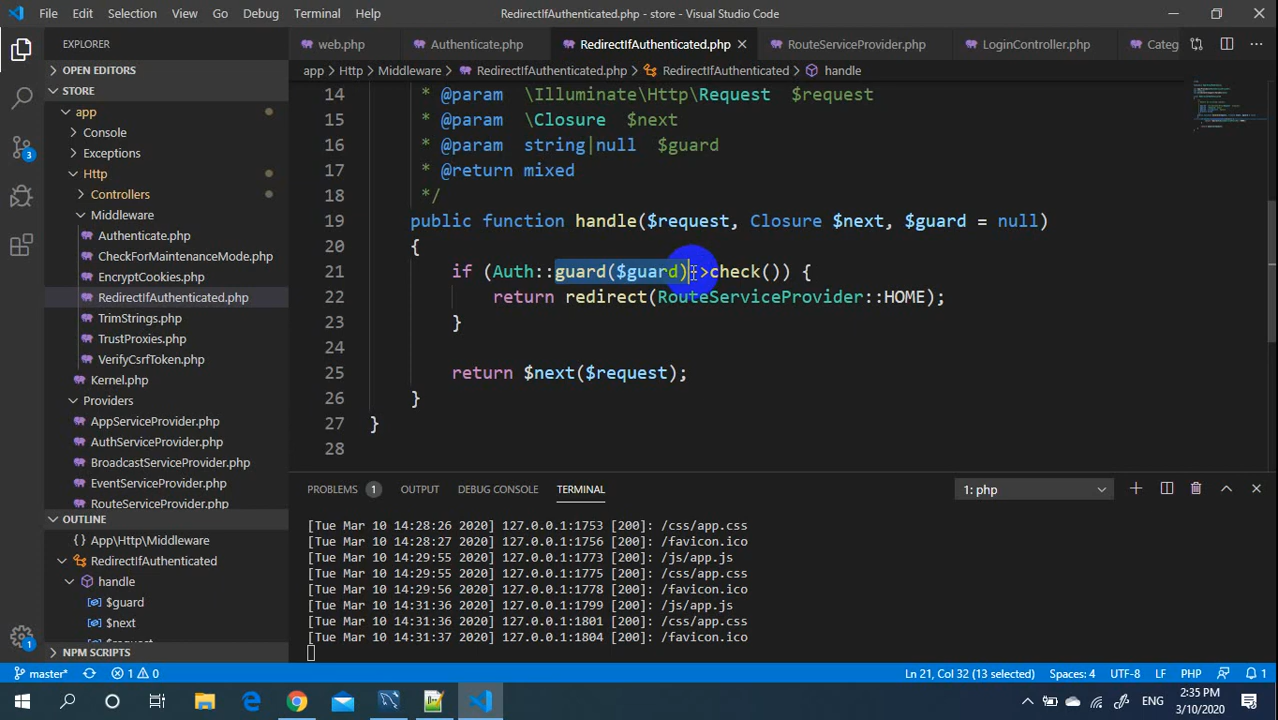 File Edit Selection View Go Debug Terminal Help RedirectIfAuthenticated.php - store - Visual Studio Code
EXPLORER
OPEN EDITORS
STORE
app
Console
Exceptions
Http
Controllers
Middleware
Authenticate.php
CheckForMaintenanceMode.php
EncryptCookies.php
RedirectIfAuthenticated.php
TrimStrings.php
TrustProxies.php
VerifyCsrfToken.php
Kernel.php
Providers
AppServiceProvider.php
AuthServiceProvider.php
BroadcastServiceProvider.php
EventServiceProvider.php
RouteServiceProvider.php
OUTLINE
{} App\Http\Middleware
RedirectIfAuthenticated
handle
$guard
$next
$request
NPM SCRIPTS
3
1
web.php Authenticate.php RedirectIfAuthenticated.php RouteServiceProvider.php LoginController.php Categ
app > Http > Middleware > RedirectIfAuthenticated.php > RedirectIfAuthenticated > handle
14 * @param \Illuminate\Http\Request $request
15 * @param \Closure $next
16 * @param string|null $guard
17 * @return mixed
18 */
19 public function handle($request, Closure $next, $guard = null)
20 {
21 if (Auth::guard($guard)->check()) {
22 return redirect(RouteServiceProvider::HOME);
23 }
24
25 return $next($request);
26 }
27 }
28
PROBLEMS 1 OUTPUT DEBUG CONSOLE TERMINAL 1: php
[Tue Mar 10 14:28:26 2020] 127.0.0.1:1753 [200]: /css/app.css
[Tue Mar 10 14:28:27 2020] 127.0.0.1:1756 [200]: /favicon.ico
[Tue Mar 10 14:29:55 2020] 127.0.0.1:1773 [200]: /js/app.js
[Tue Mar 10 14:29:55 2020] 127.0.0.1:1775 [200]: /css/app.css
[Tue Mar 10 14:29:56 2020] 127.0.0.1:1778 [200]: /favicon.ico
[Tue Mar 10 14:31:36 2020] 127.0.0.1:1799 [200]: /js/app.js
[Tue Mar 10 14:31:36 2020] 127.0.0.1:1801 [200]: /css/app.css
[Tue Mar 10 14:31:37 2020] 127.0.0.1:1804 [200]: /favicon.ico
master* 1 0 Ln 21, Col 32 (13 selected) Spaces: 4 UTF-8 LF PHP 1
ENG 2:35 PM
3/10/2020